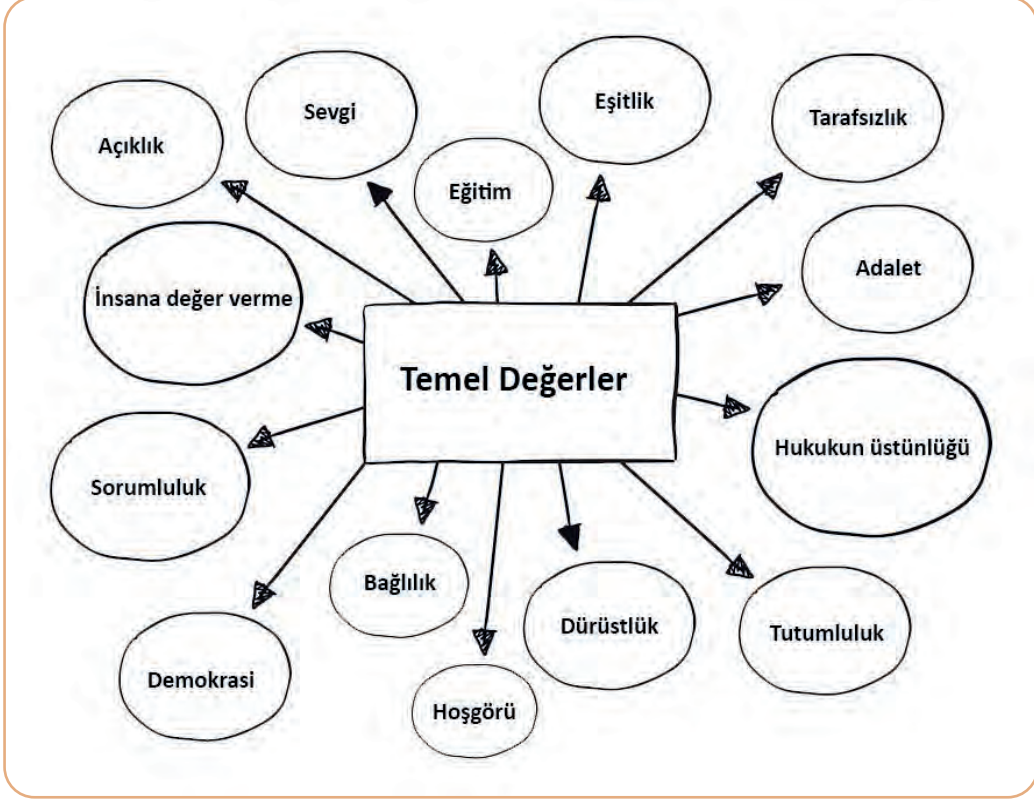 Açıklık
Sevgi
Eğitim
Eşitlik
Tarafsızlık
İnsana değer verme
Adalet
Temel Değerler
Hukukun üstünlüğü
Sorumluluk
Bağlılık
Demokrasi
Hoşgörü
Dürüstlük
Tutumluluk